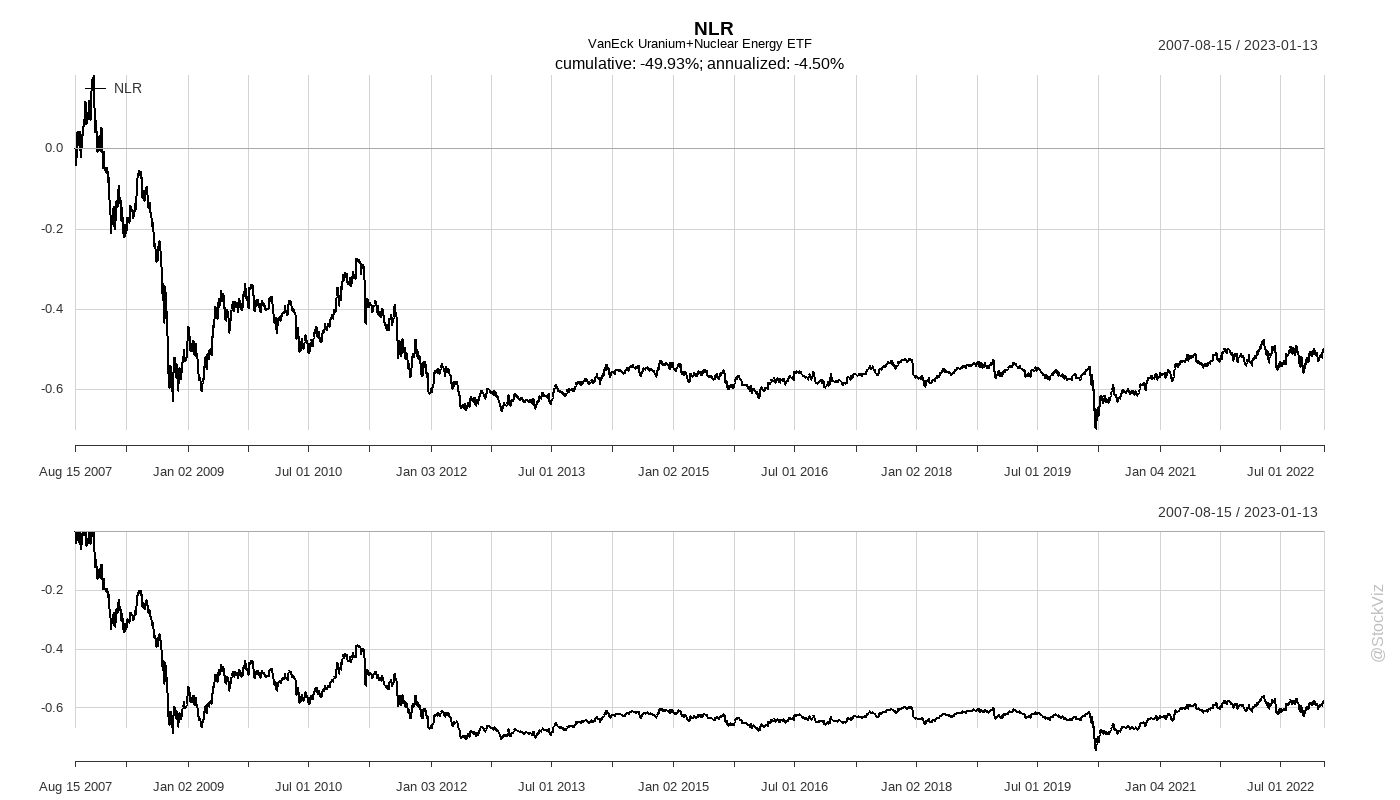 NLR
VanEck Uranium+Nuclear Energy ETF
cumulative: -49.93%; annualized: -4.50%
2007-08-15 / 2023-01-13
NLR
0.0
-0.2
-0.4
-0.6
Aug 15 2007 Jan 02 2009 Jul 01 2010 Jan 03 2012 Jul 01 2013 Jan 02 2015 Jul 01 2016 Jan 02 2018 Jul 01 2019 Jan 04 2021 Jul 01 2022
2007-08-15 / 2023-01-13
-0.2
-0.4
-0.6
Aug 15 2007 Jan 02 2009 Jul 01 2010 Jan 03 2012 Jul 01 2013 Jan 02 2015 Jul 01 2016 Jan 02 2018 Jul 01 2019 Jan 04 2021 Jul 01 2022
@StockViz